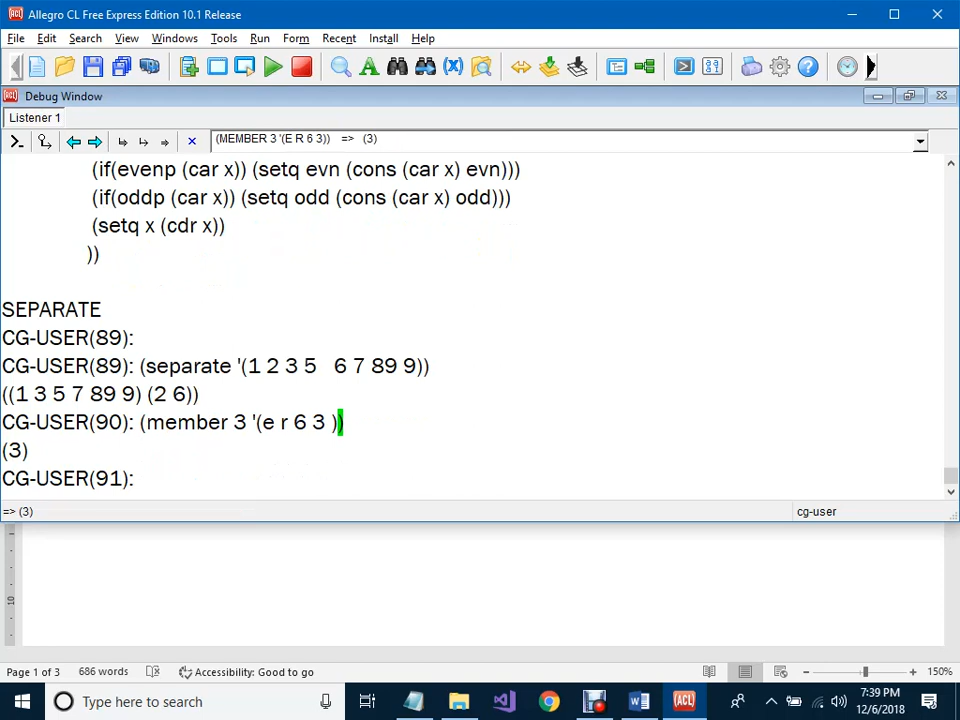 Allegro CL Free Express Edition 10.1 Release
File Edit Search View Windows Tools Run Form Recent Install Help
Debug Window
Listener 1
(MEMBER 3 '(E R 6 3)) => (3)
(if(evenp (car x)) (setq evn (cons (car x) evn)))
(if(oddp (car x)) (setq odd (cons (car x) odd)))
(setq x (cdr x))
))
SEPARATE
CG-USER(89):
CG-USER(89): (separate '(1 2 3 5 6 7 89 9))
((1 3 5 7 89 9) (2 6))
CG-USER(90): (member 3 '(e r 6 3 ))
(3)
CG-USER(91):
=> (3) cg-user
10
Page 1 of 3 686 words Accessibility: Good to go 150%
Type here to search
7:39 PM
12/6/2018